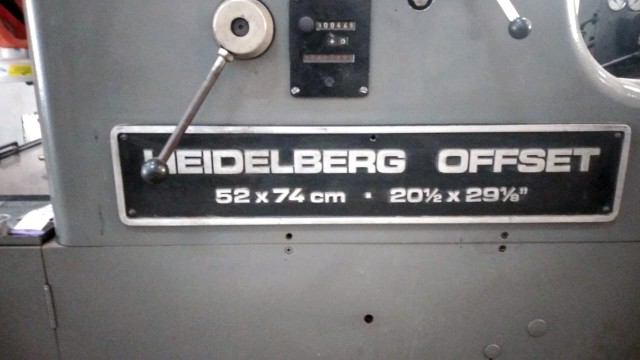 HEIDELBERG OFFSET
52 x 74 cm · 20½ x 29⅛"